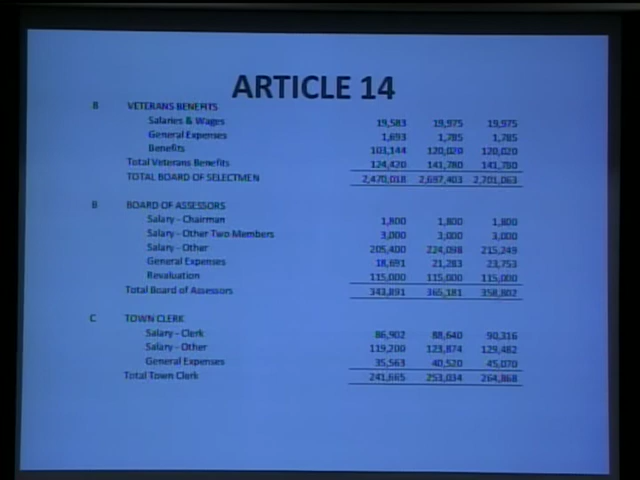 ARTICLE 14
B VETERANS BENEFITS
Salaries & Wages 19,583 19,975 19,975
General Expenses 1,693 1,785 1,785
Benefits 103,144 120,020 120,020
Total Veterans Benefits 124,420 141,780 141,780
TOTAL BOARD OF SELECTMEN 2,470,018 2,697,403 2,701,063
B BOARD OF ASSESSORS
Salary - Chairman 1,800 1,800 1,800
Salary - Other Two Members 3,000 3,000 3,000
Salary - Other 205,400 224,098 215,249
General Expenses 18,691 21,283 23,753
Revaluation 115,000 115,000 115,000
Total Board of Assessors 343,891 365,181 358,802
C TOWN CLERK
Salary - Clerk 86,902 88,640 90,316
Salary - Other 119,200 123,874 129,482
General Expenses 35,563 40,520 45,070
Total Town Clerk 241,665 253,034 264,868